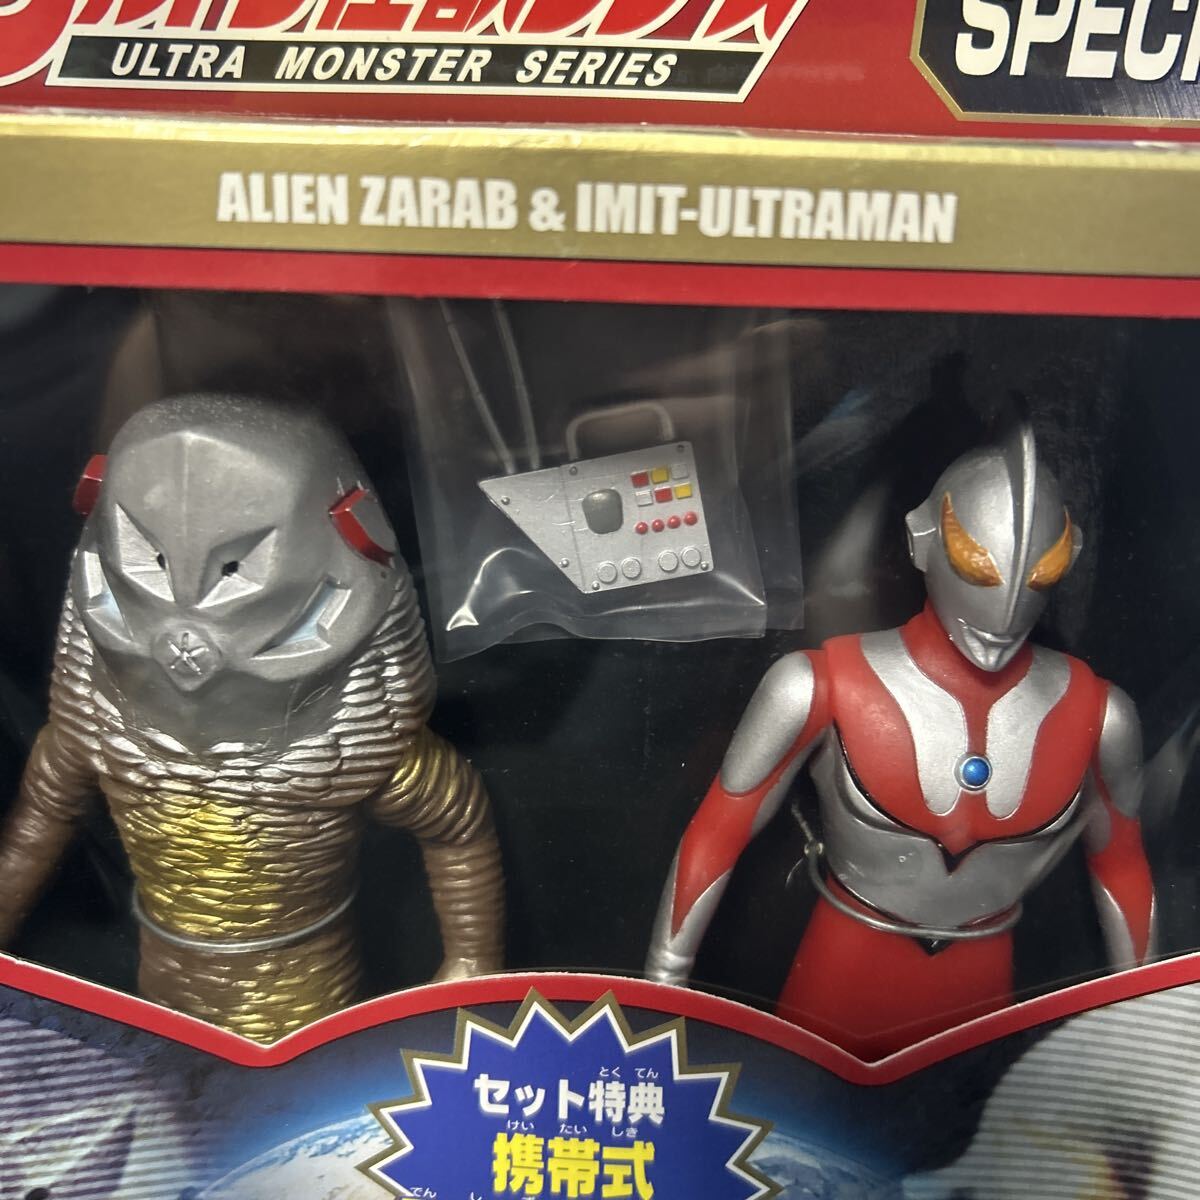 ULTRA MONSTER SERIES
SPECI
ALIEN ZARAB & IMIT-ULTRAMAN
とくてん
セット特典
けいたいしき
携帯式